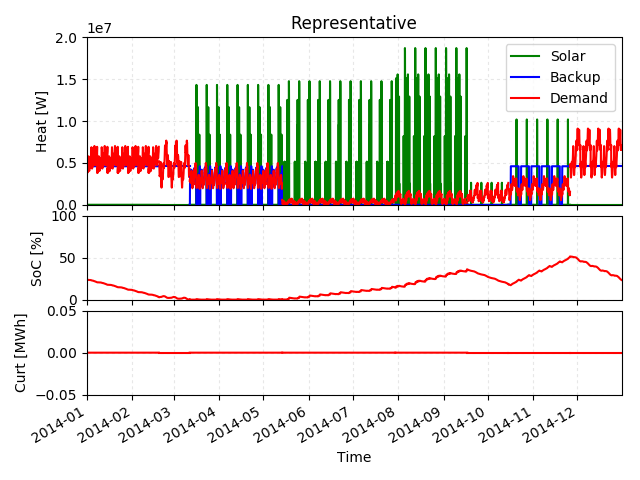 Representative
1e7
2.0
1.5
1.0
0.5
0.0
Heat [W]
Solar
Backup
Demand
100
50
0
SoC [%]
0.05
0.00
−0.05
Curt [MWh]
2014-01
2014-02
2014-03
2014-04
2014-05
2014-06
2014-07
2014-08
2014-09
2014-10
2014-11
2014-12
Time